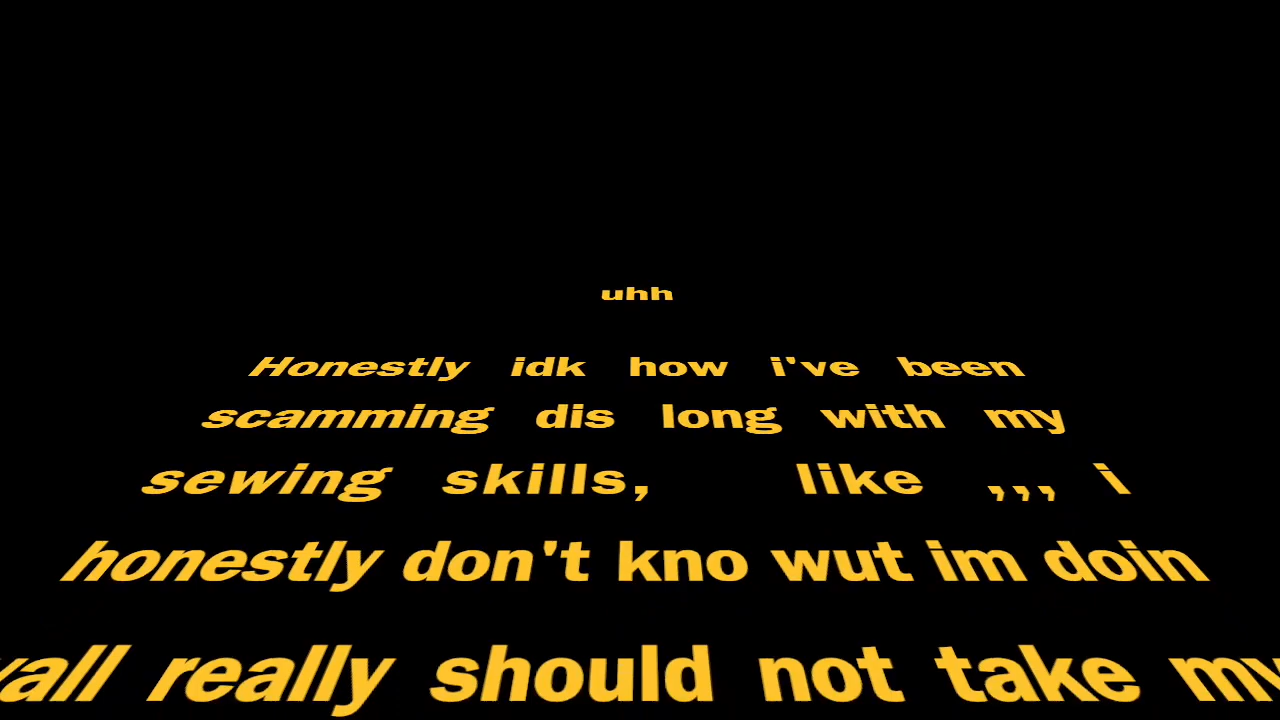 uhh
Honestly idk how i've been
scamming dis long with my
sewing skills, like ,,, i
honestly don't kno wut im doin
yall really should not take my